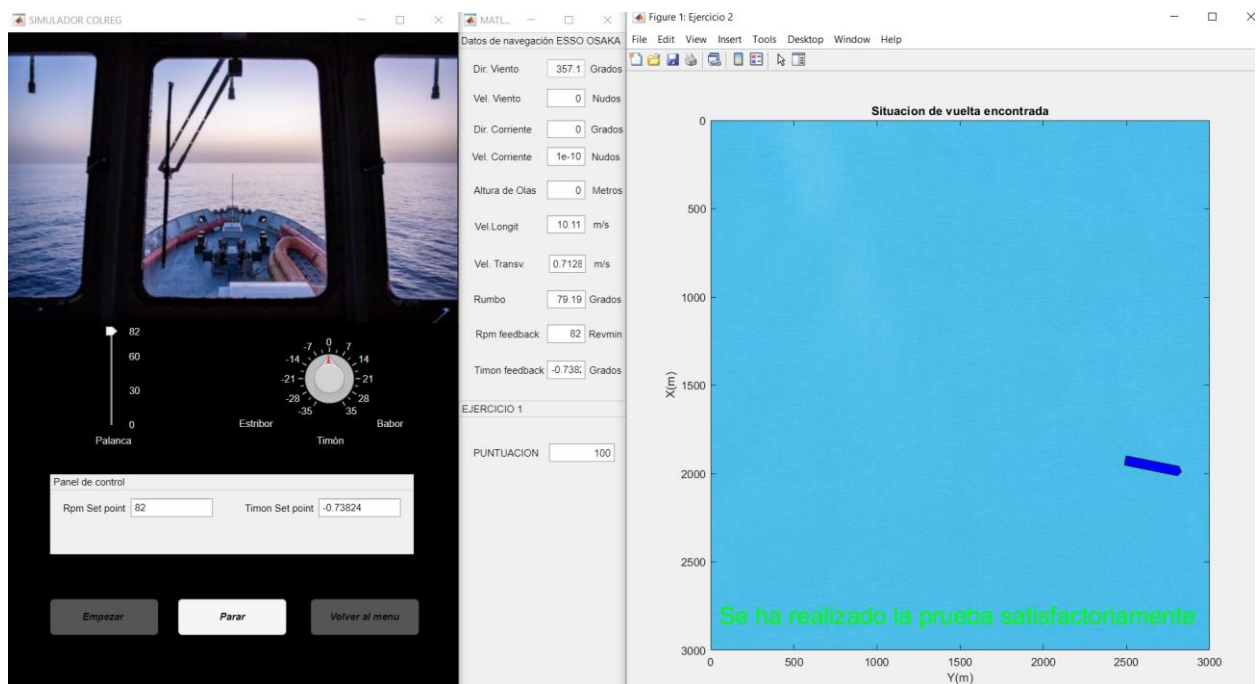 SIMULADOR COLREG
82
60
30
0
Palanca
-35
-28
-21
-14
-7
0
7
14
21
28
35
Estribor
Babor
Timón
Panel de control
Rpm Set point 82
Timon Set point -0.73824
Empezar
Parar
Volver al menu
MATL...
Datos de navegación ESSO OSAKA
Dir. Viento 357.1 Grados
Vel. Viento 0 Nudos
Dir. Corriente 0 Grados
Vel. Corriente 1e-10 Nudos
Altura de Olas 0 Metros
Vel.Longit 10.11 m/s
Vel. Transv. 0.7128 m/s
Rumbo 79.19 Grados
Rpm feedback 82 Revmin
Timon feedback -0.738 Grados
EJERCICIO 1
PUNTUACION 100
Figure 1: Ejercicio 2
File Edit View Insert Tools Desktop Window Help
Situacion de vuelta encontrada
0
500
1000
1500
2000
2500
3000
X(m)
Se ha realizado la prueba satisfactoriamente
0 500 1000 1500 2000 2500 3000
Y(m)